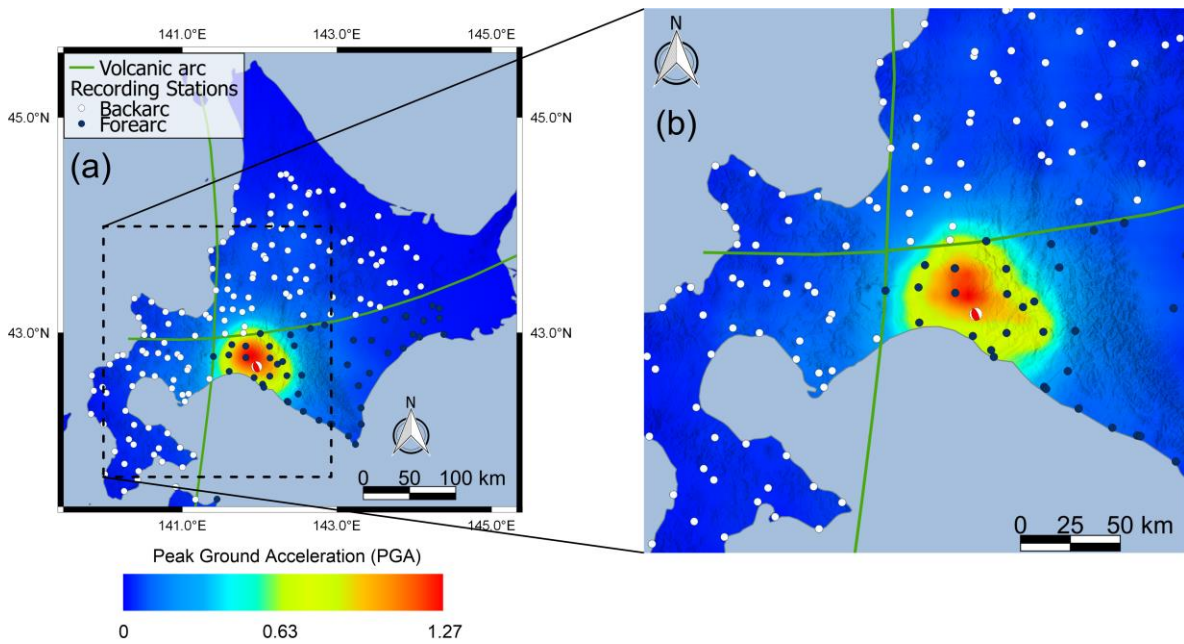 141.0°E 143.0°E
Volcanic arc
Recording Stations
Backarc
Forearc
(a)
45.0°N
45.0°N
43.0°N
43.0°N
N
0 50 100 km
141.0°E 143.0°E 145.0°E
Peak Ground Acceleration (PGA)
0 0.63 1.27
N
(b)
0 25 50 km